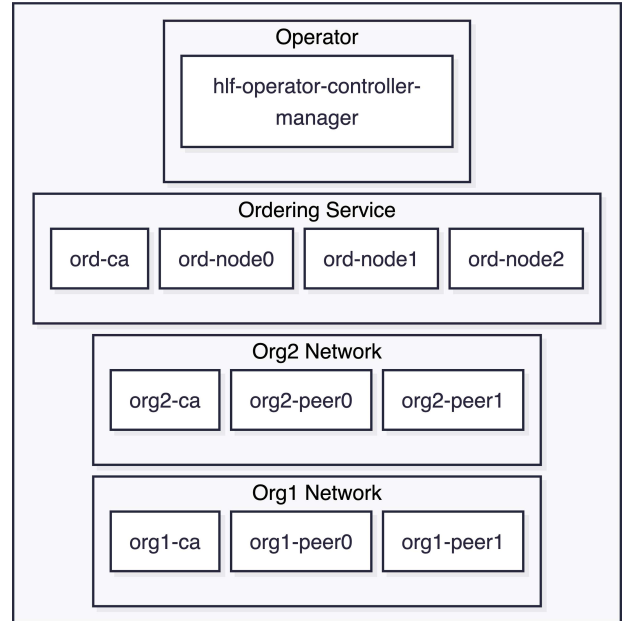 Operator
hlf-operator-controller-
manager
Ordering Service
ord-ca ord-node0 ord-node1 ord-node2
Org2 Network
org2-ca org2-peer0 org2-peer1
Org1 Network
org1-ca org1-peer0 org1-peer1